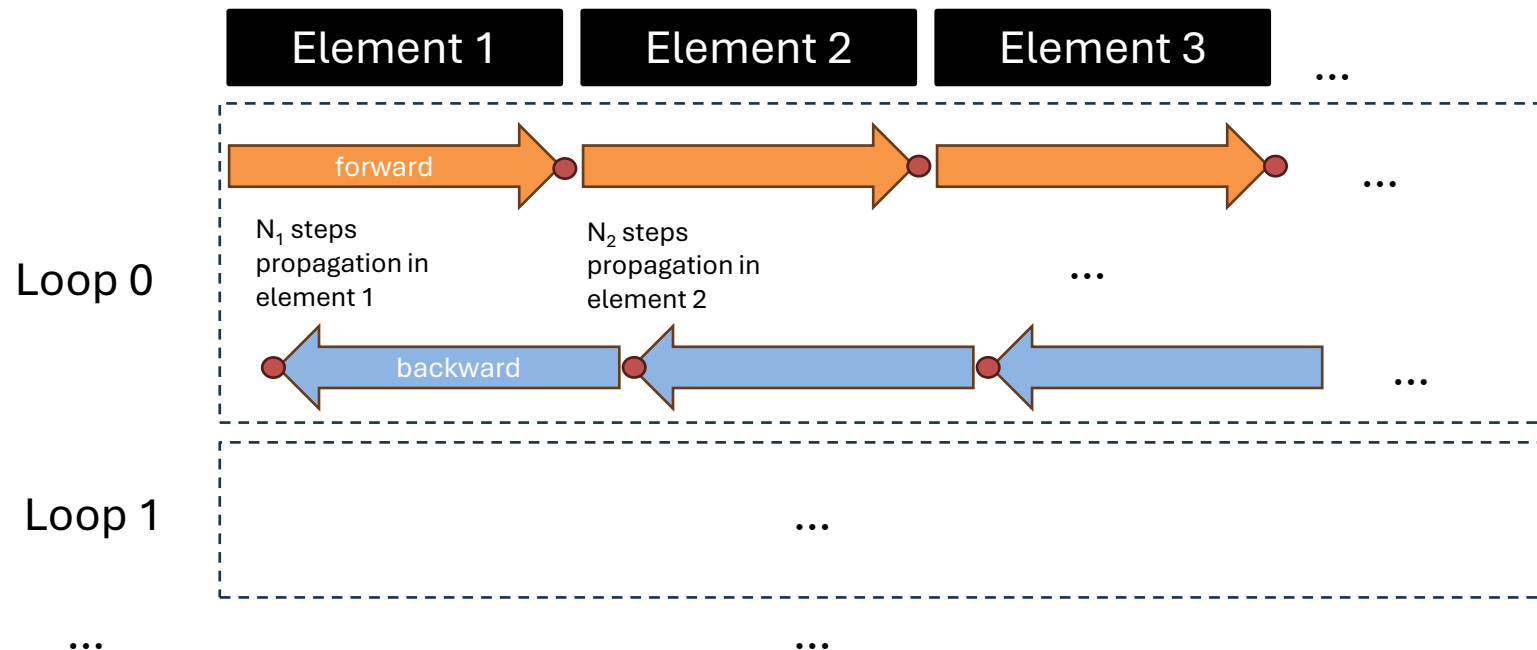 Element 1
Element 2
Element 3
...
forward
...
N₁ steps
propagation in
element 1
N₂ steps
propagation in
element 2
...
Loop 0
backward
...
Loop 1
...
...
...